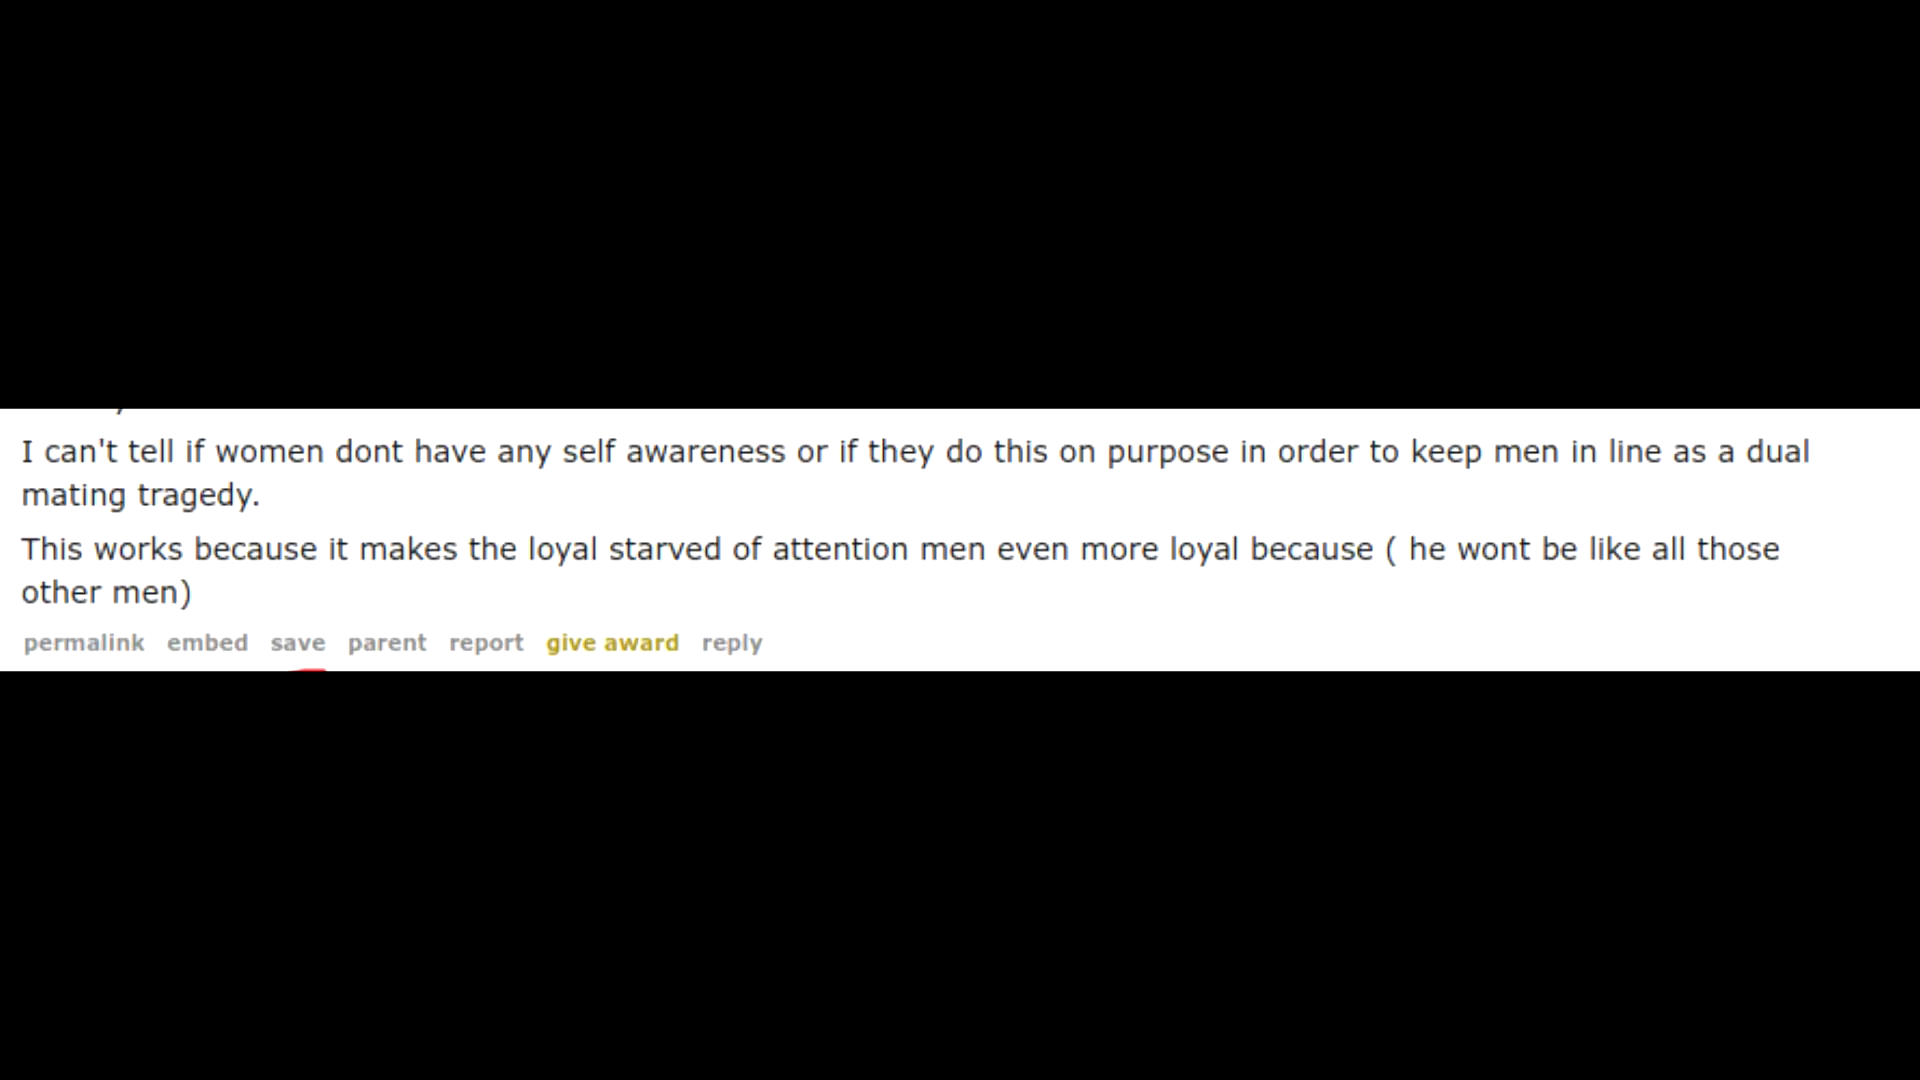 I can't tell if women dont have any self awareness or if they do this on purpose in order to keep men in line as a dual
mating tragedy.
This works because it makes the loyal starved of attention men even more loyal because ( he wont be like all those
other men)
permalink embed save parent report give award reply